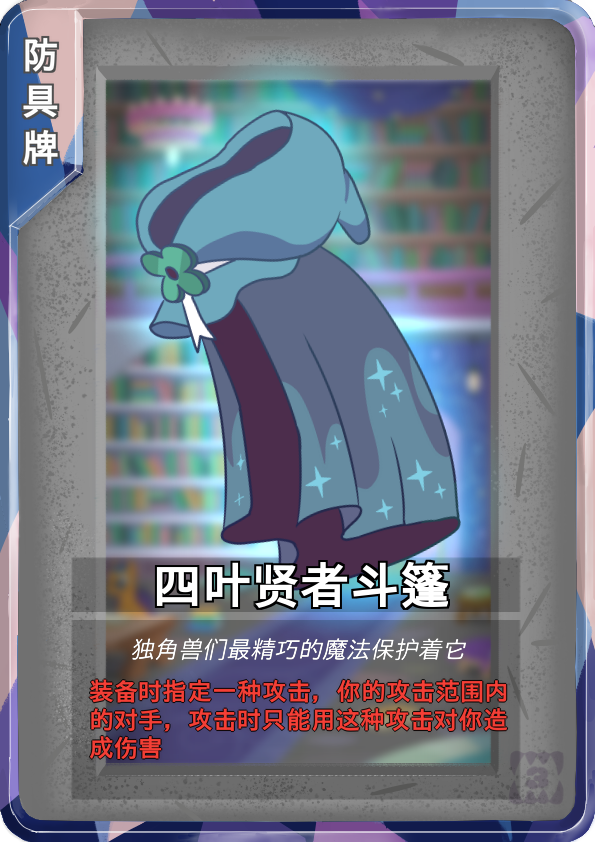 防具牌
四叶贤者斗篷
独角兽们最精巧的魔法保护着它
装备时指定一种攻击，你的攻击范围内
的对手，攻击时只能用这种攻击对你造
成伤害